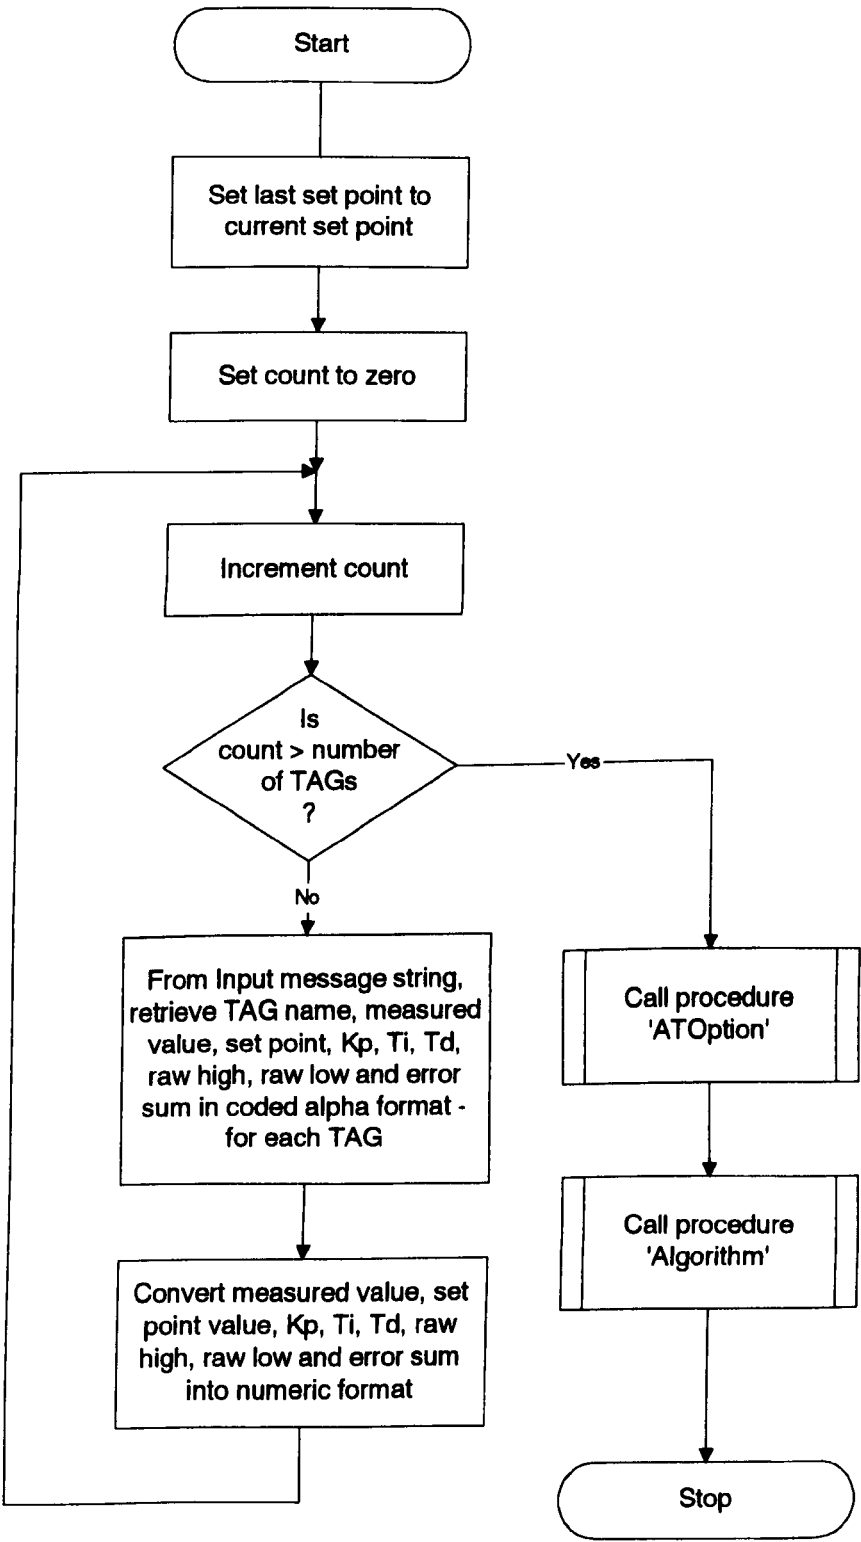 Start
Set last set point to
current set point
Set count to zero
Increment count
Is
count > number
of TAGs
?
Yes
No
From Input message string,
retrieve TAG name, measured
value, set point, Kp, Ti, Td,
raw high, raw low and error
sum in coded alpha format -
for each TAG
Convert measured value, set
point value, Kp, Ti, Td, raw
high, raw low and error sum
into numeric format
Call procedure
'ATOption'
Call procedure
'Algorithm'
Stop